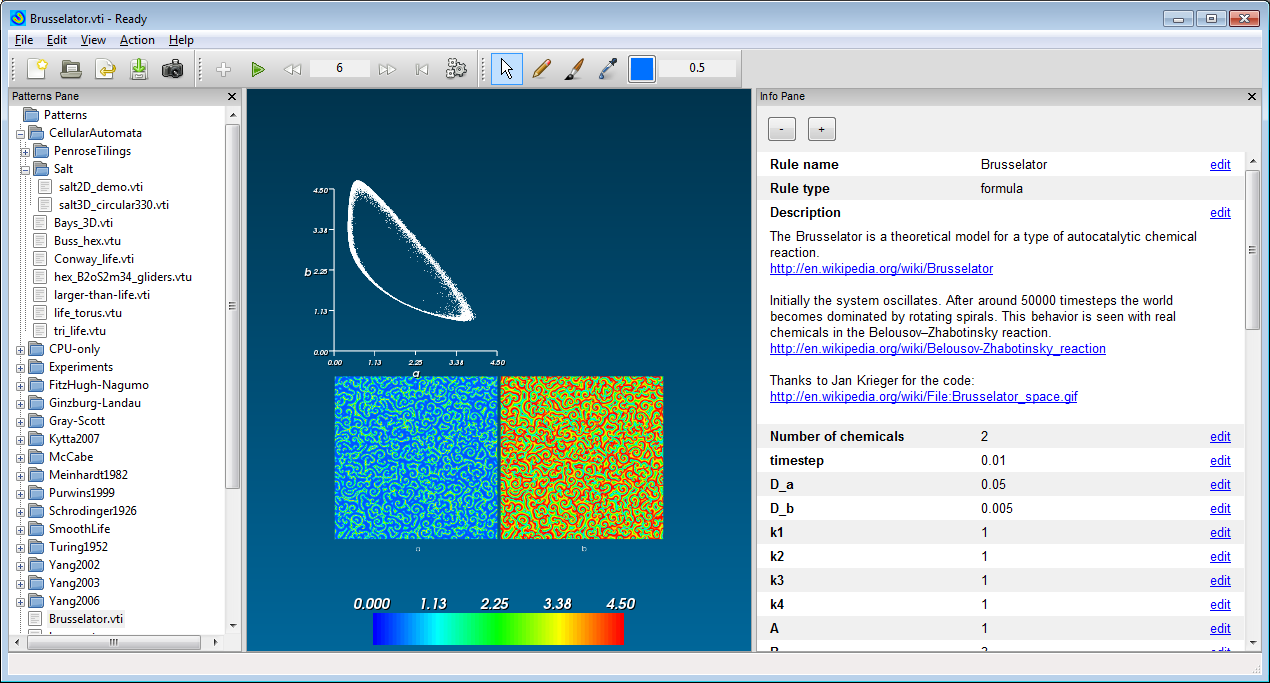 Brusselator.vti - Ready
File Edit View Action Help
6
0.5
Patterns Pane
Patterns
CellularAutomata
PenroseTilings
Salt
salt2D_demo.vti
salt3D_circular330.vti
Bays_3D.vti
Buss_hex.vtu
Conway_life.vti
hex_B2oS2m34_gliders.vtu
larger-than-life.vti
life_torus.vtu
tri_life.vtu
CPU-only
Experiments
FitzHugh-Nagumo
Ginzburg-Landau
Gray-Scott
Kytta2007
McCabe
Meinhardt1982
Purwins1999
Schrodinger1926
SmoothLife
Turing1952
Yang2002
Yang2003
Yang2006
Brusselator.vti
4.50
3.38
b 2.25
1.13
0.00
0.00 1.13 2.25 3.38 4.50
a
a b
0.000 1.13 2.25 3.38 4.50
Info Pane
- +
Rule name Brusselator edit
Rule type formula
Description edit
The Brusselator is a theoretical model for a type of autocatalytic chemical
reaction.
http://en.wikipedia.org/wiki/Brusselator
Initially the system oscillates. After around 50000 timesteps the world
becomes dominated by rotating spirals. This behavior is seen with real
chemicals in the Belousov–Zhabotinsky reaction.
http://en.wikipedia.org/wiki/Belousov-Zhabotinsky_reaction
Thanks to Jan Krieger for the code:
http://en.wikipedia.org/wiki/File:Brusselator_space.gif
Number of chemicals 2 edit
timestep 0.01 edit
D_a 0.05 edit
D_b 0.005 edit
k1 1 edit
k2 1 edit
k3 1 edit
k4 1 edit
A 1 edit